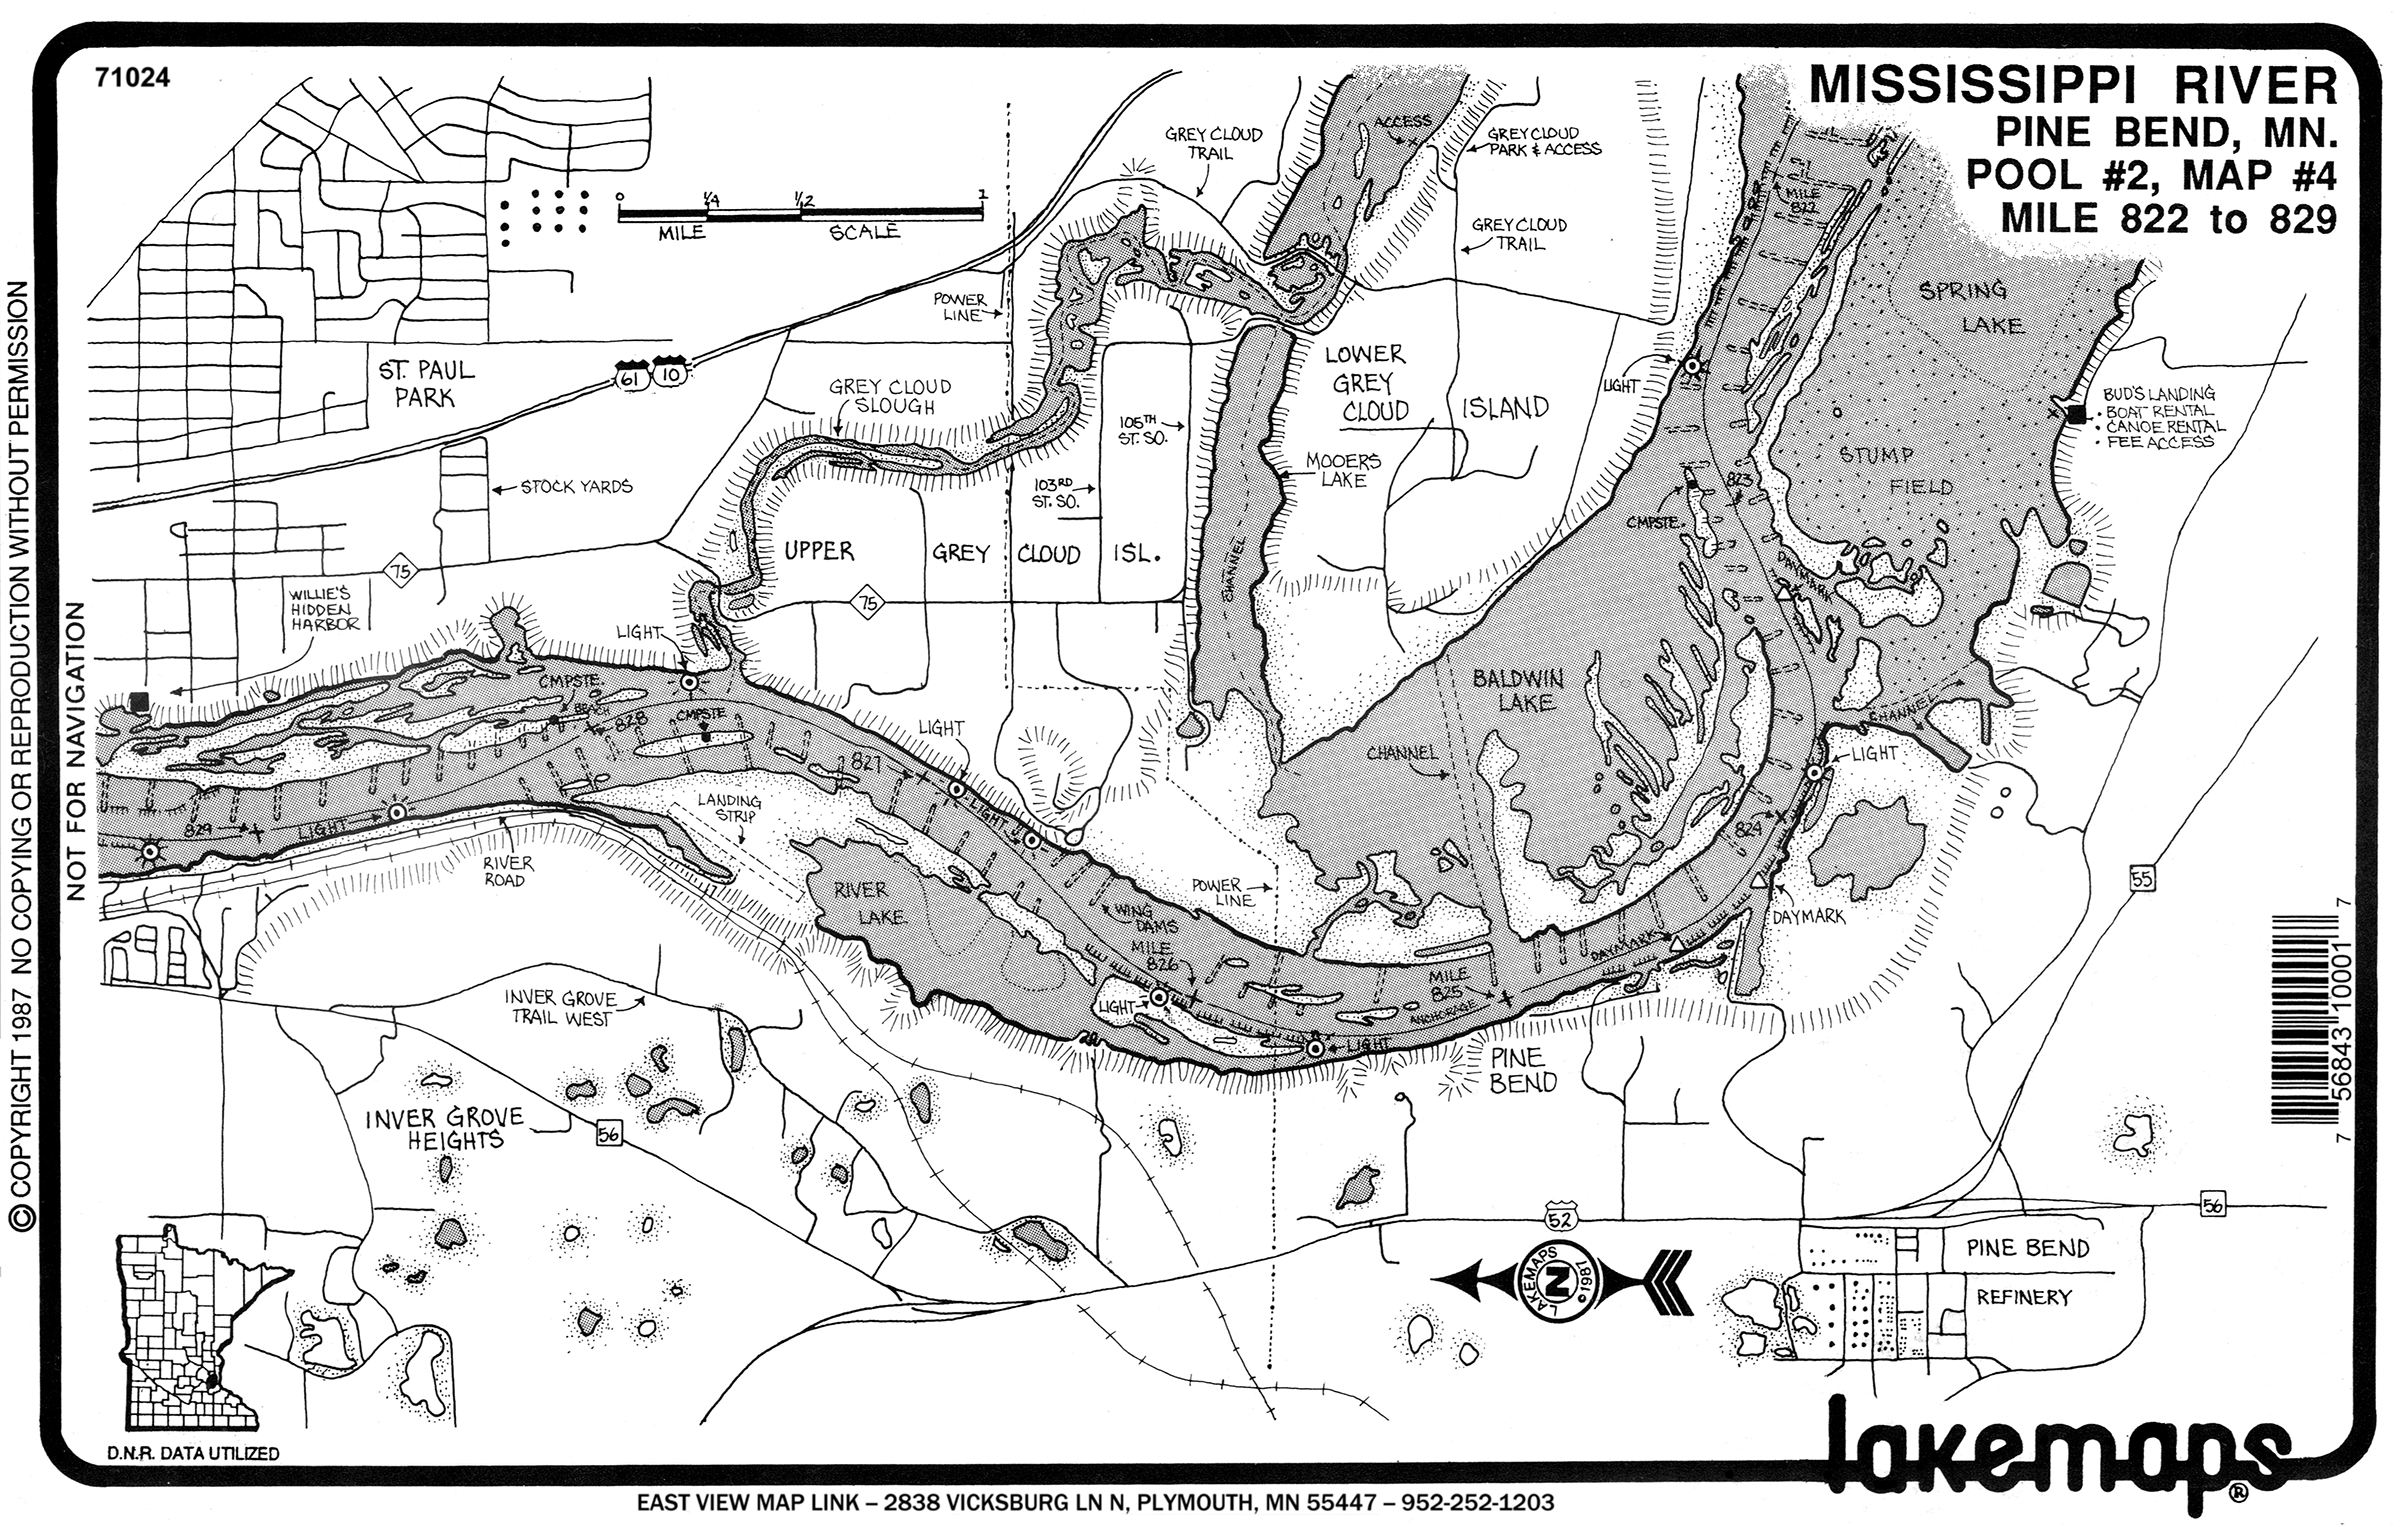 71024
MISSISSIPPI RIVER
PINE BEND, MN.
POOL #2, MAP #4
MILE 822 to 829
© COPYRIGHT 1987 NO COPYING OR REPRODUCTION WITHOUT PERMISSION
NOT FOR NAVIGATION
0 1/4 1/2 1
MILE SCALE
GREY CLOUD
TRAIL
ACCESS
GREY CLOUD
PARK & ACCESS
GREY CLOUD
TRAIL
MILE
822
SPRING
LAKE
POWER
LINE
ST. PAUL
PARK
61 10
GREY CLOUD
SLOUGH
LOWER
GREY
CLOUD ISLAND
LIGHT
BUD'S LANDING
• BOAT RENTAL
• CANOE RENTAL
• FEE ACCESS
105TH
ST. SO.
MOOERS
LAKE
STUMP
FIELD
STOCK YARDS
103RD
ST. SO.
823
CMPSTE.
UPPER GREY CLOUD ISL.
CHANNEL
75
75
DAYMARK
WILLIE'S
HIDDEN
HARBOR
LIGHT
CMPSTE.
BEACH
828
CMPSTE
BALDWIN
LAKE
CHANNEL
LIGHT
CHANNEL
LIGHT
827
LIGHT
LANDING
STRIP
829
LIGHT
824
RIVER
ROAD
RIVER
LAKE
POWER
LINE
55
WING
DAMS
DAYMARK
DAYMARK
MILE
826
MILE
825
ANCHORAGE
LIGHT
LIGHT
INVER GROVE
TRAIL WEST
PINE
BEND
INVER GROVE
HEIGHTS
56
52
56
LAKEMAPS
N
© 1987
PINE BEND
REFINERY
7 56843 10001 7
D.N.R. DATA UTILIZED
lakemaps®
EAST VIEW MAP LINK – 2838 VICKSBURG LN N, PLYMOUTH, MN 55447 – 952-252-1203